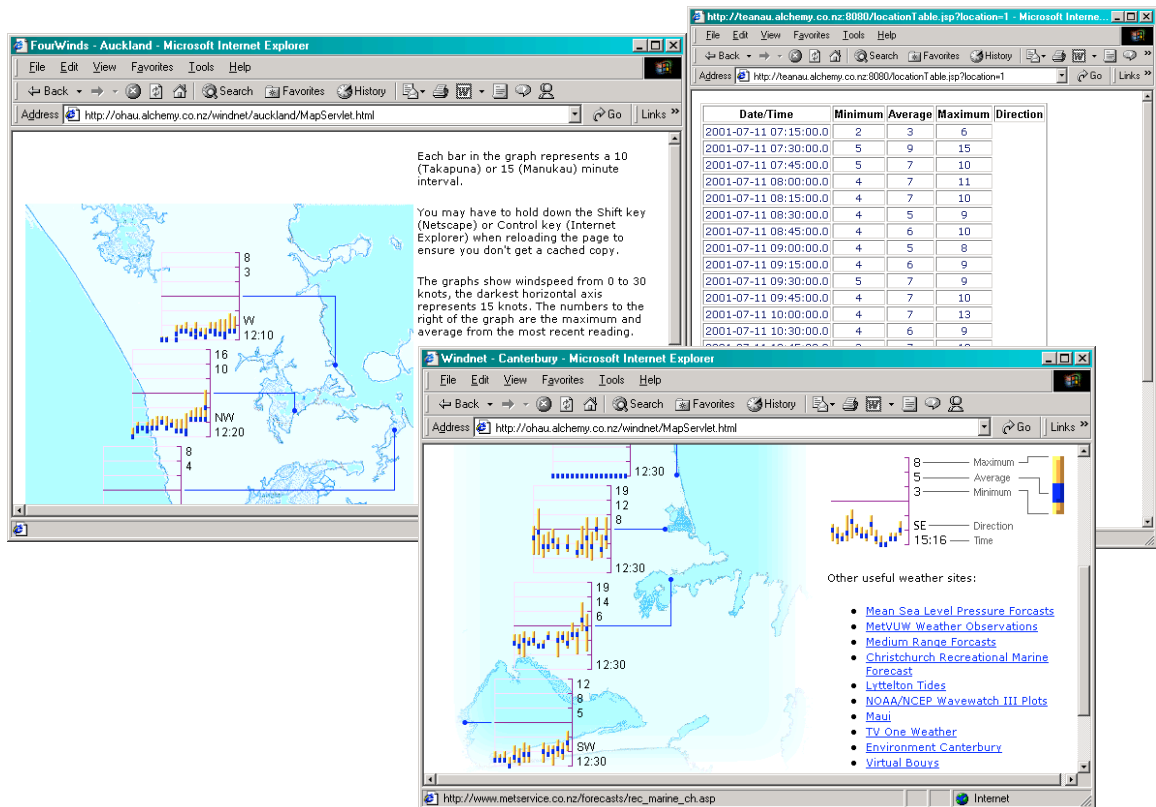 FourWinds - Auckland - Microsoft Internet Explorer
File Edit View Favorites Tools Help
Back Search Favorites History
Address http://ohau.alchemy.co.nz/windnet/auckland/MapServlet.html Go Links »
Each bar in the graph represents a 10
(Takapuna) or 15 (Manukau) minute
interval.
You may have to hold down the Shift key
(Netscape) or Control key (Internet
Explorer) when reloading the page to
ensure you don't get a cached copy.
The graphs show windspeed from 0 to 30
knots, the darkest horizontal axis
represents 15 knots. The numbers to the
right of the graph are the maximum and
average from the most recent reading.
8
3
W
12:10
16
10
NW
12:20
8
4
http://teanau.alchemy.co.nz:8080/locationTable.jsp?location=1 - Microsoft Interne...
File Edit View Favorites Tools Help
Back Search Favorites History »
Address http://teanau.alchemy.co.nz:8080/locationTable.jsp?location=1 Go Links »
Date/Time Minimum Average Maximum Direction
2001-07-11 07:15:00.0 2 3 6
2001-07-11 07:30:00.0 5 9 15
2001-07-11 07:45:00.0 5 7 10
2001-07-11 08:00:00.0 4 7 11
2001-07-11 08:15:00.0 4 7 10
2001-07-11 08:30:00.0 4 5 9
2001-07-11 08:45:00.0 4 6 10
2001-07-11 09:00:00.0 4 5 8
2001-07-11 09:15:00.0 4 6 9
2001-07-11 09:30:00.0 5 7 9
2001-07-11 09:45:00.0 4 7 10
2001-07-11 10:00:00.0 4 7 13
2001-07-11 10:30:00.0 4 6 9
Windnet - Canterbury - Microsoft Internet Explorer
File Edit View Favorites Tools Help
Back Search Favorites History
Address http://ohau.alchemy.co.nz/windnet/MapServlet.html Go Links »
12:30
19
12
8
12:30
19
14
6
12:30
12
8
5
SW
12:30
8 Maximum
5 Average
3 Minimum
SE Direction
15:16 Time
Other useful weather sites:
Mean Sea Level Pressure Forcasts
MetVUW Weather Observations
Medium Range Forcasts
Christchurch Recreational Marine
Forecast
Lyttelton Tides
NOAA/NCEP Wavewatch III Plots
Maui
TV One Weather
Environment Canterbury
Virtual Bouys
http://www.metservice.co.nz/forecasts/rec_marine_ch.asp Internet